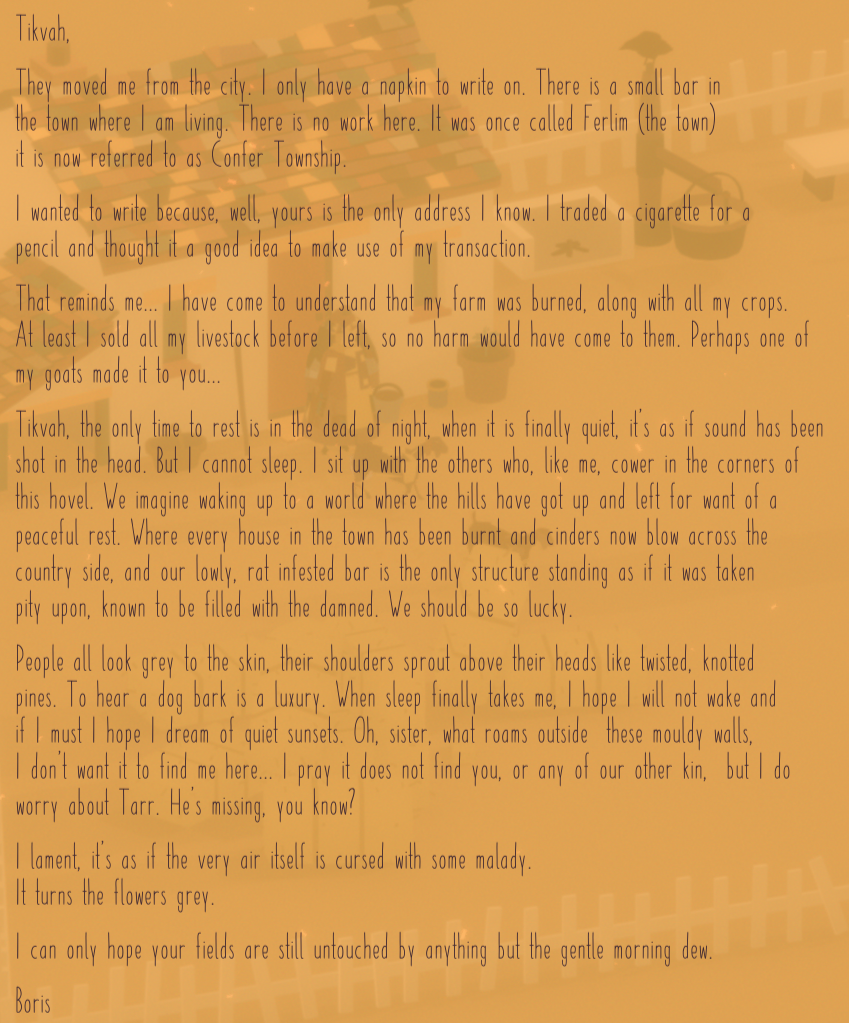 Tikvah,
They moved me from the city. I only have a napkin to write on. There is a small bar in
the town where I am living. There is no work here. It was once called Ferlim (the town)
it is now referred to as Confer Township.
I wanted to write because, well, yours is the only address I know. I traded a cigarette for a
pencil and thought it a good idea to make use of my transaction.
That reminds me... I have come to understand that my farm was burned, along with all my crops.
At least I sold all my livestock before I left, so no harm would have come to them. Perhaps one of
my goats made it to you...
Tikvah, the only time to rest is in the dead of night, when it is finally quiet, it's as if sound has been
shot in the head. But I cannot sleep. I sit up with the others who, like me, cower in the corners of
this hovel. We imagine waking up to a world where the hills have got up and left for want of a
peaceful rest. Where every house in the town has been burnt and cinders now blow across the
country side, and our lowly, rat infested bar is the only structure standing as if it was taken
pity upon, known to be filled with the damned. We should be so lucky.
People all look grey to the skin, their shoulders sprout above their heads like twisted, knotted
pines. To hear a dog bark is a luxury. When sleep finally takes me, I hope I will not wake and
if I must I hope I dream of quiet sunsets. Oh, sister, what roams outside these mouldy walls,
I don't want it to find me here... I pray it does not find you, or any of our other kin, but I do
worry about Tarr. He's missing, you know?
I lament, it's as if the very air itself is cursed with some malady.
It turns the flowers grey.
I can only hope your fields are still untouched by anything but the gentle morning dew.
Boris